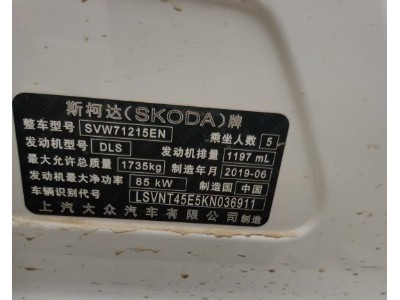 斯柯达(SKODA)牌
整车型号 SVW71215EN 乘坐人数 5
发动机型号 DLS 发动机排量 1197 mL
最大允许总质量 1735kg 制造年月 2019-06
发动机最大净功率 85 kW 制造国 中国
车辆识别代号 LSVNT45E5KN036911
上汽大众汽车有限公司 制造